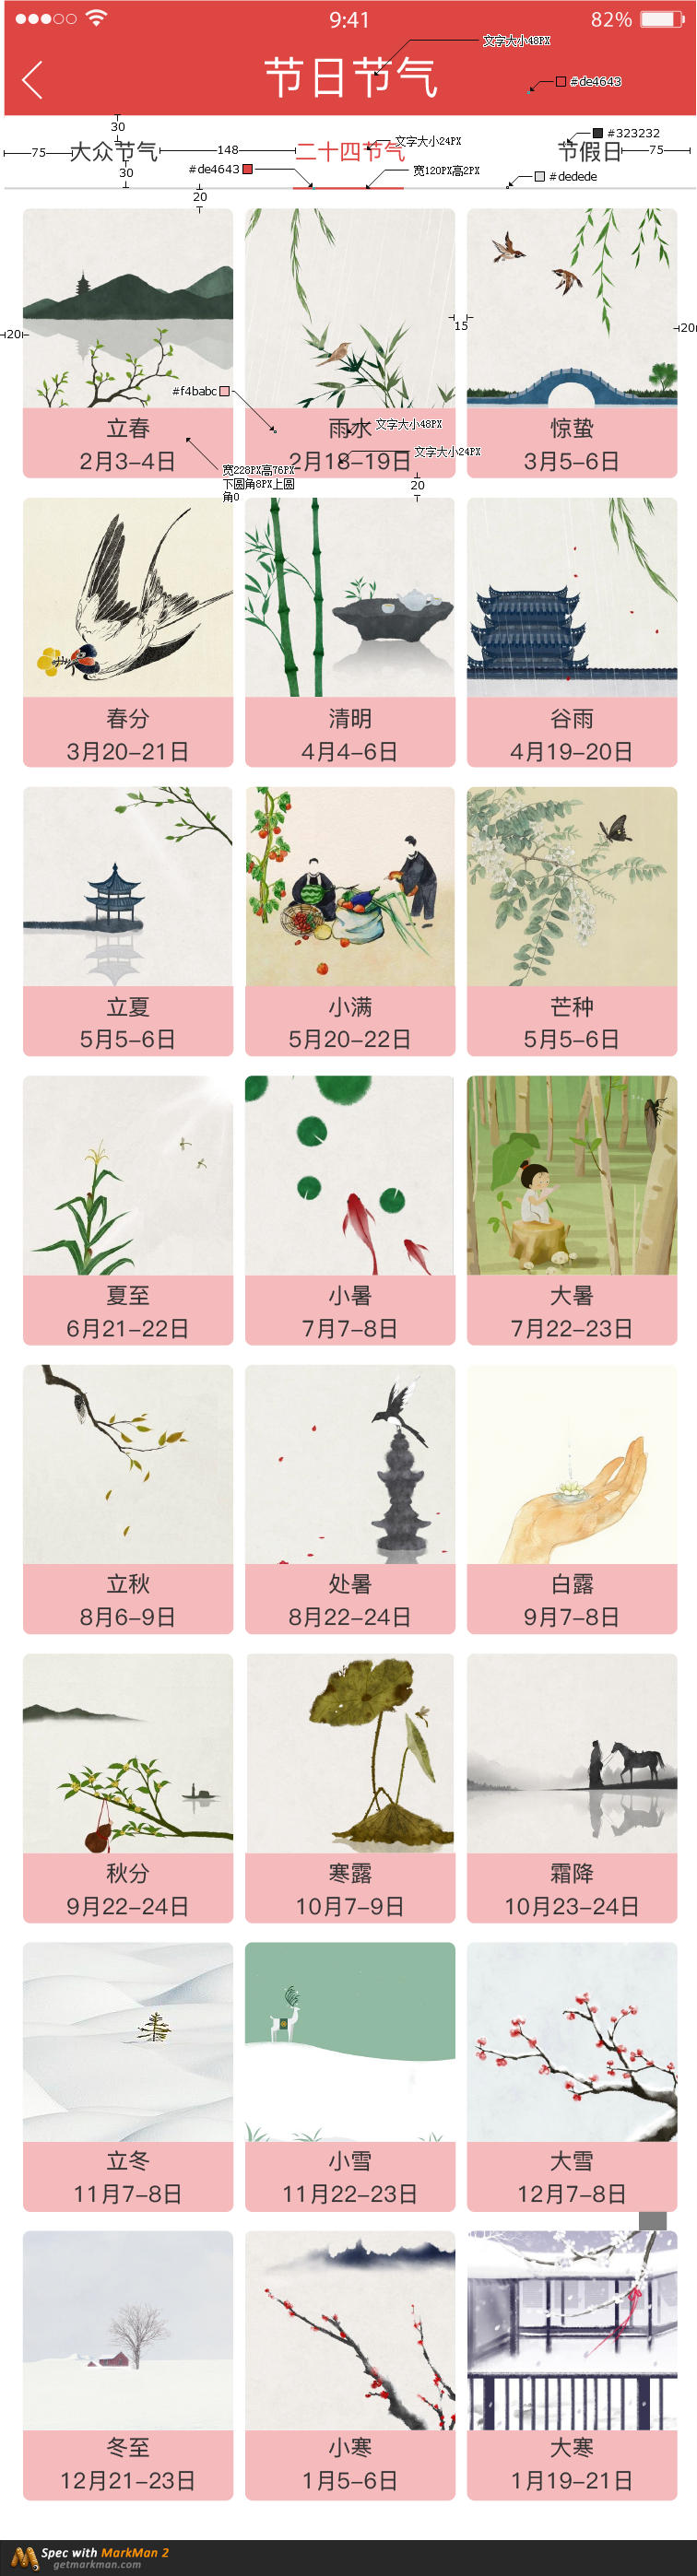 9:41
82%
节日节气
文字大小48PX
#de4643
30
#323232
75
大众节气
148
二十四节气
文字大小24PX
节假日
75
30
#de4643
宽120PX高2PX
#dedede
20
20
15
20
#f4babc
立春
2月3-4日
雨水
2月18-19日
惊蛰
3月5-6日
文字大小48PX
文字大小24PX
宽228PX高76PX
下圆角8PX上圆
角0
20
春分
3月20-21日
清明
4月4-6日
谷雨
4月19-20日
立夏
5月5-6日
小满
5月20-22日
芒种
5月5-6日
夏至
6月21-22日
小暑
7月7-8日
大暑
7月22-23日
立秋
8月6-9日
处暑
8月22-24日
白露
9月7-8日
秋分
9月22-24日
寒露
10月7-9日
霜降
10月23-24日
立冬
11月7-8日
小雪
11月22-23日
大雪
12月7-8日
冬至
12月21-23日
小寒
1月5-6日
大寒
1月19-21日
Spec with MarkMan 2
getmarkman.com